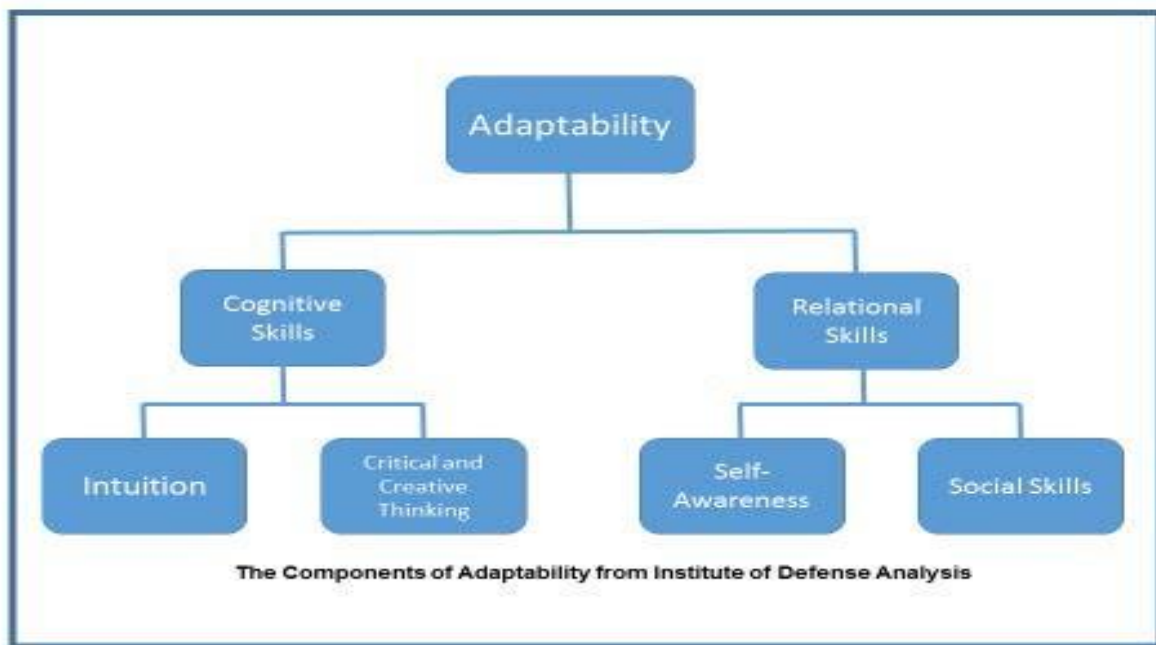 Adaptability
Cognitive
Skills
Relational
Skills
Intuition
Critical and
Creative
Thinking
Self-
Awareness
Social Skills
The Components of Adaptability from Institute of Defense Analysis